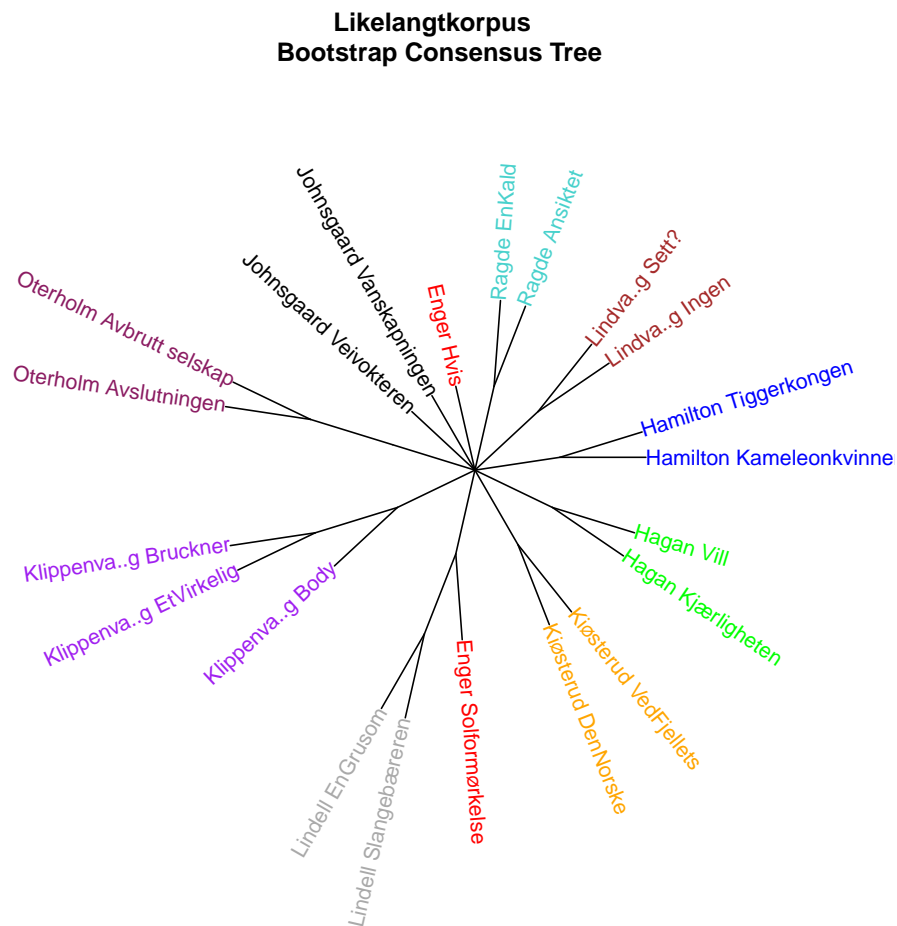 Likelangtkorpus
Bootstrap Consensus Tree
Ragde EnKald
Ragde Ansiktet
Johnsgaard Vanskapningen
Johnsgaard Veivokteren
Enger Hvis
Lindva..g Sett?
Lindva..g Ingen
Oterholm Avbrutt selskap
Oterholm Avslutningen
Hamilton Tiggerkongen
Hamilton Kameleonkvinne
Hagan Vill
Hagan Kjærligheten
Klippenva..g Bruckner
Klippenva..g EtVirkelig
Klippenva..g Body
Kiøsterud VedFjellets
Kiøsterud DenNorske
Enger Solformørkelse
Lindell EnGrusom
Lindell Slangebæreren